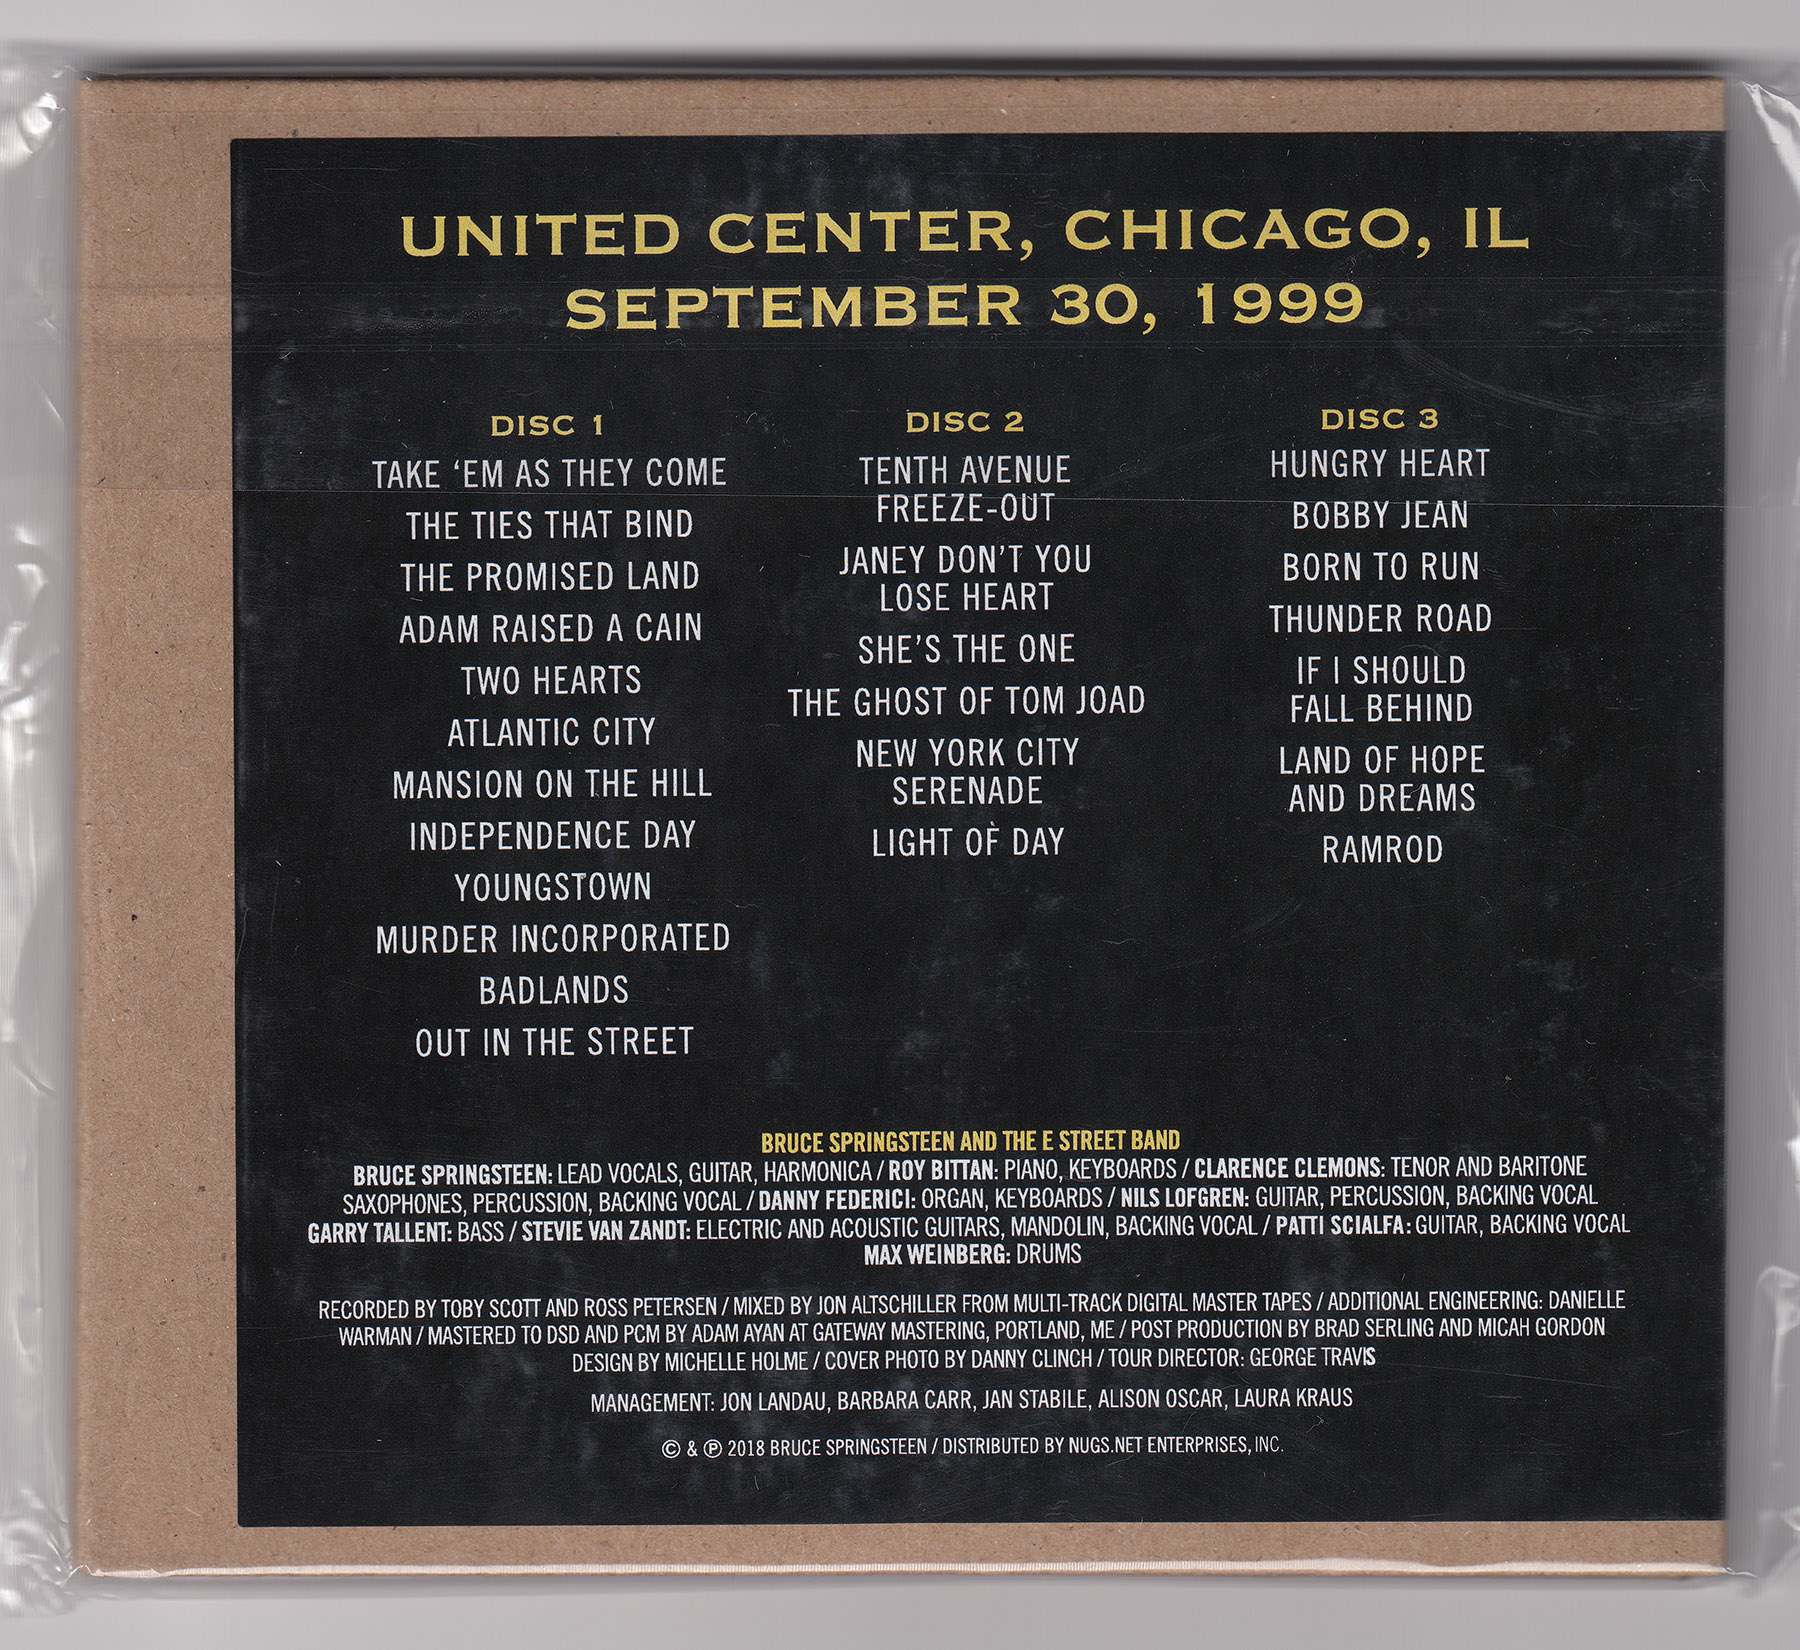 UNITED CENTER, CHICAGO, IL
SEPTEMBER 30, 1999
DISC 1
TAKE ‘EM AS THEY COME
THE TIES THAT BIND
THE PROMISED LAND
ADAM RAISED A CAIN
TWO HEARTS
ATLANTIC CITY
MANSION ON THE HILL
INDEPENDENCE DAY
YOUNGSTOWN
MURDER INCORPORATED
BADLANDS
OUT IN THE STREET
DISC 2
TENTH AVENUE
FREEZE-OUT
JANEY DON’T YOU
LOSE HEART
SHE’S THE ONE
THE GHOST OF TOM JOAD
NEW YORK CITY
SERENADE
LIGHT OF DAY
DISC 3
HUNGRY HEART
BOBBY JEAN
BORN TO RUN
THUNDER ROAD
IF I SHOULD
FALL BEHIND
LAND OF HOPE
AND DREAMS
RAMROD
BRUCE SPRINGSTEEN AND THE E STREET BAND
BRUCE SPRINGSTEEN: LEAD VOCALS, GUITAR, HARMONICA / ROY BITTAN: PIANO, KEYBOARDS / CLARENCE CLEMONS: TENOR AND BARITONE
SAXOPHONES, PERCUSSION, BACKING VOCAL / DANNY FEDERICI: ORGAN, KEYBOARDS / NILS LOFGREN: GUITAR, PERCUSSION, BACKING VOCAL
GARRY TALLENT: BASS / STEVIE VAN ZANDT: ELECTRIC AND ACOUSTIC GUITARS, MANDOLIN, BACKING VOCAL / PATTI SCIALFA: GUITAR, BACKING VOCAL
MAX WEINBERG: DRUMS
RECORDED BY TOBY SCOTT AND ROSS PETERSEN / MIXED BY JON ALTSCHILLER FROM MULTI-TRACK DIGITAL MASTER TAPES / ADDITIONAL ENGINEERING: DANIELLE
WARMAN / MASTERED TO DSD AND PCM BY ADAM AYAN AT GATEWAY MASTERING, PORTLAND, ME / POST PRODUCTION BY BRAD SERLING AND MICAH GORDON
DESIGN BY MICHELLE HOLME / COVER PHOTO BY DANNY CLINCH / TOUR DIRECTOR: GEORGE TRAVIS
MANAGEMENT: JON LANDAU, BARBARA CARR, JAN STABILE, ALISON OSCAR, LAURA KRAUS
© & ℗ 2018 BRUCE SPRINGSTEEN / DISTRIBUTED BY NUGS.NET ENTERPRISES, INC.